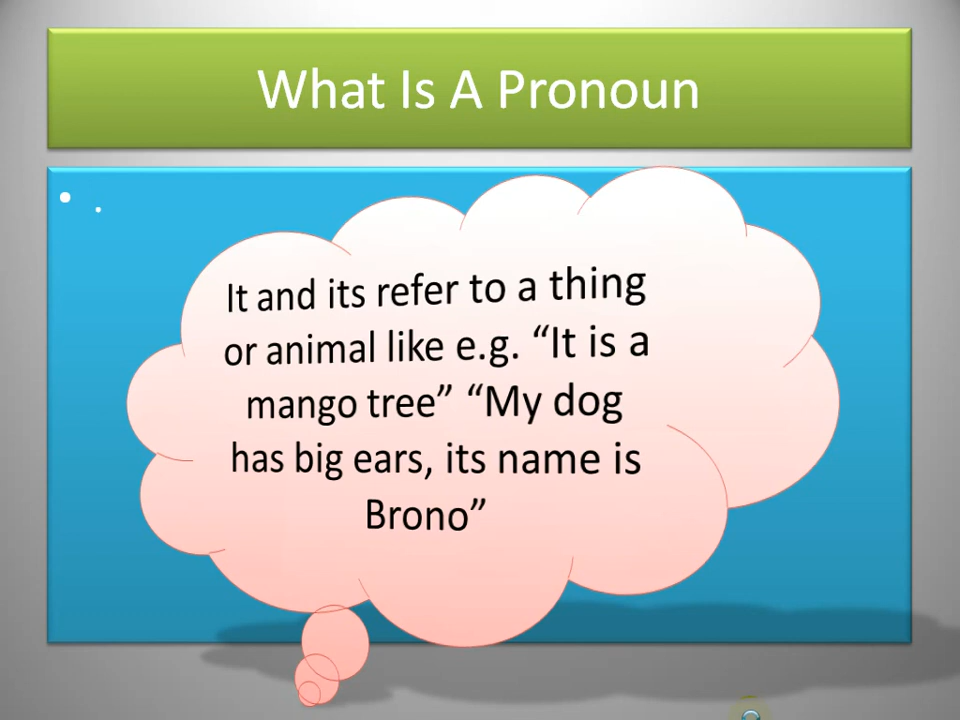 What Is A Pronoun
It and its refer to a thing
or animal like e.g. “It is a
mango tree” “My dog
has big ears, its name is
Brono”